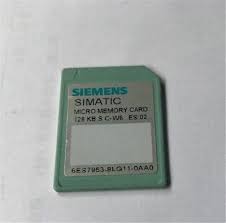 SIEMENS
SIMATIC
MICRO MEMORY CARD
128 KB
6ES7953-8LG11-0AA0